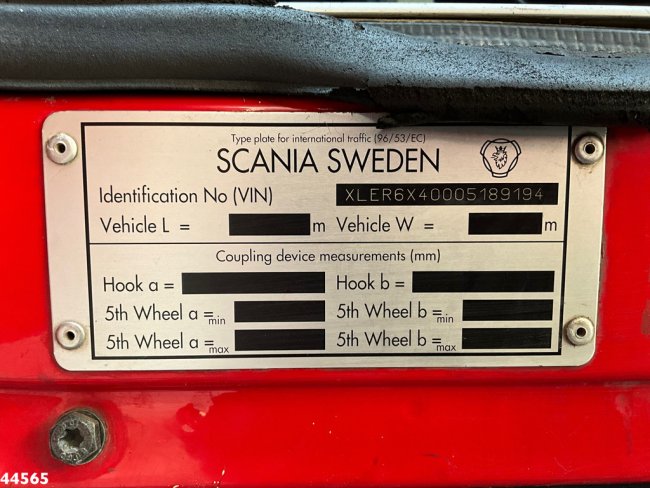 Type plate for international traffic (96/53/EC)
SCANIA SWEDEN
Identification No (VIN) XLER6X40005189194
Vehicle L = m Vehicle W = m
Coupling device measurements (mm)
Hook a = Hook b =
5th Wheel a =min 5th Wheel b =min
5th Wheel a =max 5th Wheel b =max
44565